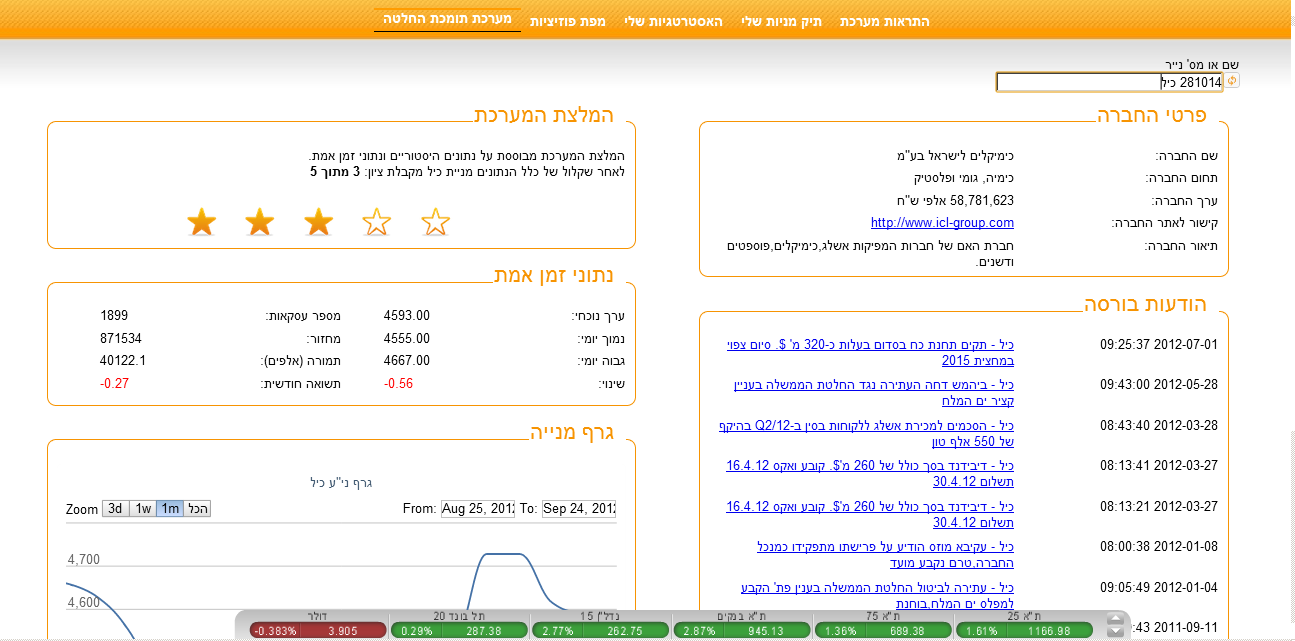 התראות מערכת תיק מניות שלי האסטרטגיות שלי מפת פוזיציות מערכת תומכת החלטה
שם או מס' נייר
281014 כיל
פרטי החברה
שם החברה: כימיקלים לישראל בע"מ
תחום החברה: כימיה, גומי ופלסטיק
ערך החברה: 58,781,623 אלפי ש"ח
קישור לאתר החברה: http://www.icl-group.com
תיאור החברה: חברת האם של חברות המפיקות אשלג,כימיקלים,פוספטים
ודשנים.
הודעות בורסה
2012-07-01 09:25:37 כיל - תקים תחנת כח בסדום בעלות כ-320 מ' $. סיום צפוי
במחצית 2015
2012-05-28 09:43:00 כיל - ביהמש דחה העתירה נגד החלטת הממשלה בעניין
קציר ים המלח
2012-03-28 08:43:40 כיל - הסכמים למכירת אשלג ללקוחות בסין ב-Q2/12 בהיקף
של 550 אלף טון
2012-03-27 08:13:41 כיל - דיבידנד בסך כולל של 260 מ'$. קובע ואקס 16.4.12
תשלום 30.4.12
2012-03-27 08:13:21 כיל - דיבידנד בסך כולל של 260 מ'$. קובע ואקס 16.4.12
תשלום 30.4.12
2012-01-08 08:00:38 כיל - עקיבא מוזס הודיע על פרישתו מתפקידו כמנכל
החברה.טרם נקבע מועד
2012-01-04 09:05:49 כיל - עתירה לביטול החלטת הממשלה בענין פת' הקבע
למפלס ים המלח.בוחנת
2011-09-11 :43
המלצת המערכת
המלצת המערכת מבוססת על נתונים היסטוריים ונתוני זמן אמת.
לאחר שקלול של כלל הנתונים מניית כיל מקבלת ציון: 3 מתוך 5
נתוני זמן אמת
ערך נוכחי: 4593.00 מספר עסקאות: 1899
נמוך יומי: 4555.00 מחזור: 871534
גבוה יומי: 4667.00 תמורה (אלפים): 40122.1
שינוי: -0.56 תשואה חודשית: -0.27
גרף מנייה
גרף ני"ע כיל
Zoom 3d 1w 1m הכל From: Aug 25, 201 To: Sep 24, 201
4,700
4,600
ת"א 25 ת"א 75 ת"א בנקים נדל"ן 15 תל בונד 20 דולר
-0.383% 3.905 0.29% 287.38 2.77% 262.75 2.87% 945.13 1.36% 689.38 1.61% 1166.98